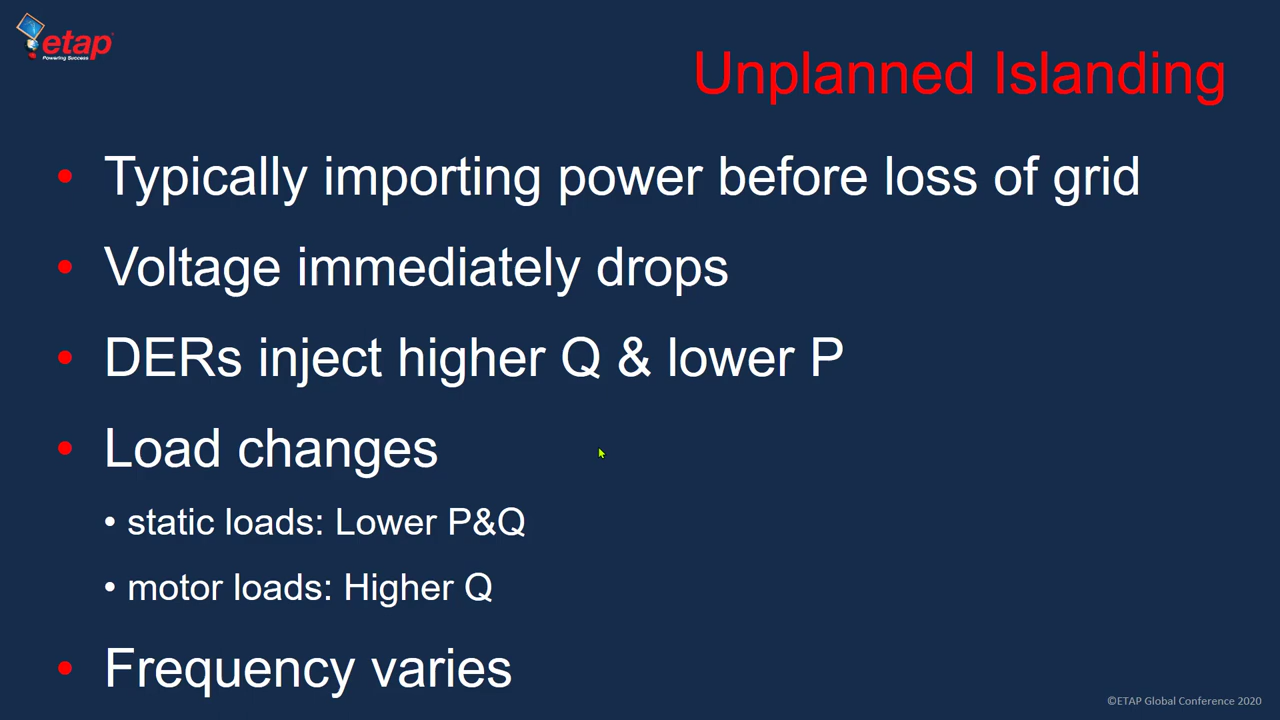 etap
Powering Success
Unplanned Islanding
• Typically importing power before loss of grid
• Voltage immediately drops
• DERs inject higher Q & lower P
• Load changes
• static loads: Lower P&Q
• motor loads: Higher Q
• Frequency varies
©ETAP Global Conference 2020